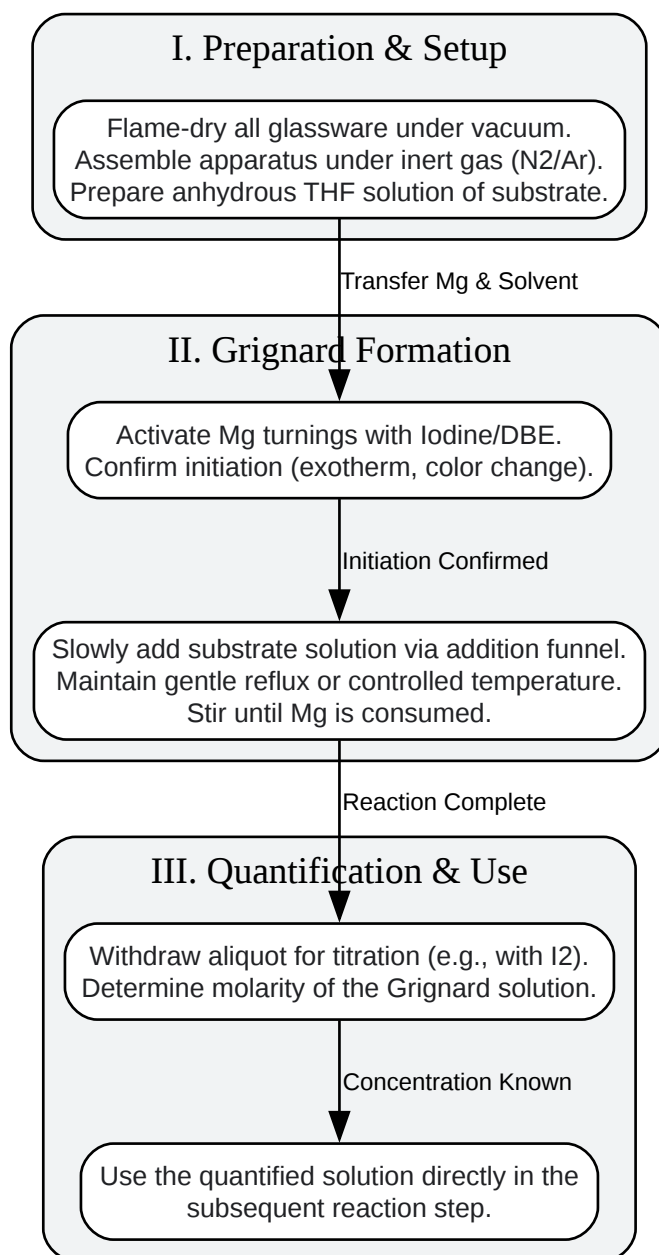 I. Preparation & Setup
Flame-dry all glassware under vacuum.
Assemble apparatus under inert gas (N2/Ar).
Prepare anhydrous THF solution of substrate.
Transfer Mg & Solvent
II. Grignard Formation
Activate Mg turnings with Iodine/DBE.
Confirm initiation (exotherm, color change).
Initiation Confirmed
Slowly add substrate solution via addition funnel.
Maintain gentle reflux or controlled temperature.
Stir until Mg is consumed.
Reaction Complete
III. Quantification & Use
Withdraw aliquot for titration (e.g., with I2).
Determine molarity of the Grignard solution.
Concentration Known
Use the quantified solution directly in the
subsequent reaction step.